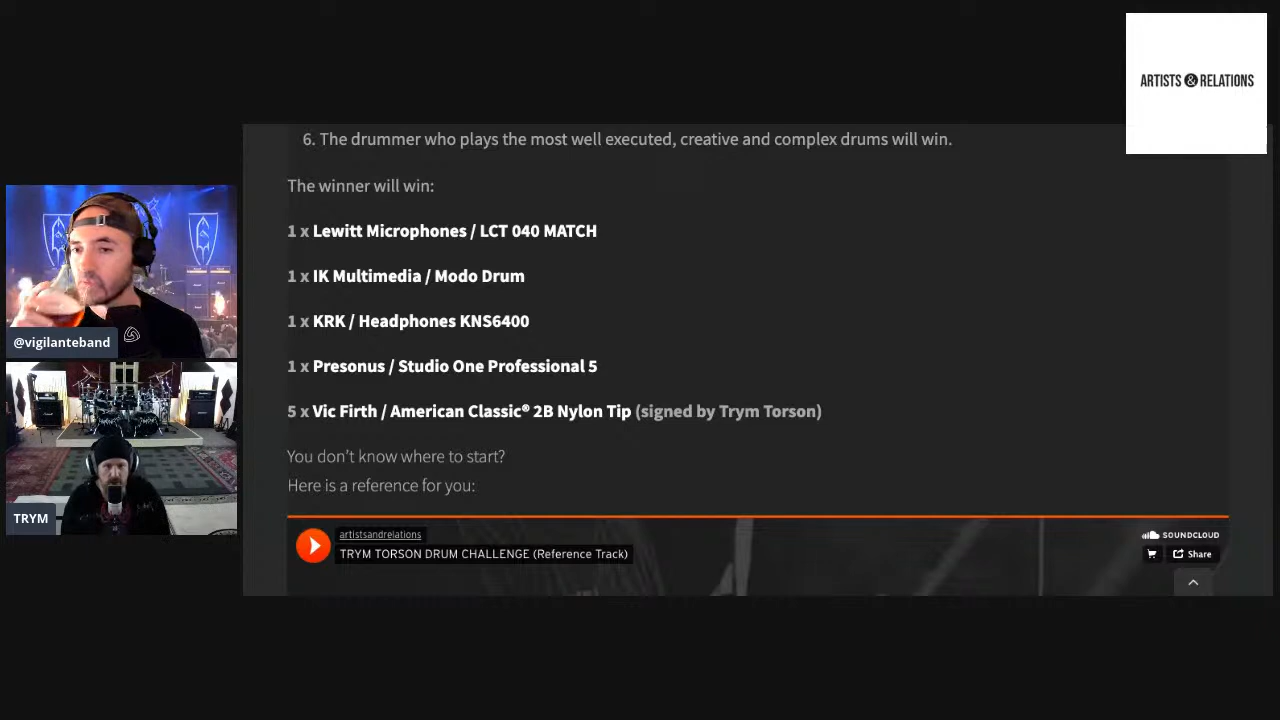 ARTISTS & RELATIONS
6. The drummer who plays the most well executed, creative and complex drums will win.
The winner will win:
1 x Lewitt Microphones / LCT 040 MATCH
1 x IK Multimedia / Modo Drum
1 x KRK / Headphones KNS6400
1 x Presonus / Studio One Professional 5
5 x Vic Firth / American Classic® 2B Nylon Tip (signed by Trym Torson)
You don't know where to start?
Here is a reference for you:
artistsandrelations
TRYM TORSON DRUM CHALLENGE (Reference Track)
SOUNDCLOUD
Share
@vigilanteband
TRYM